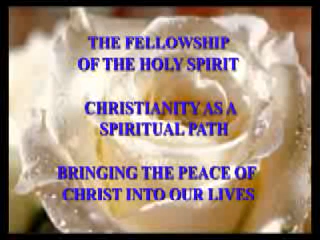 THE FELLOWSHIP
OF THE HOLY SPIRIT
CHRISTIANITY AS A
SPIRITUAL PATH
BRINGING THE PEACE OF
CHRIST INTO OUR LIVES